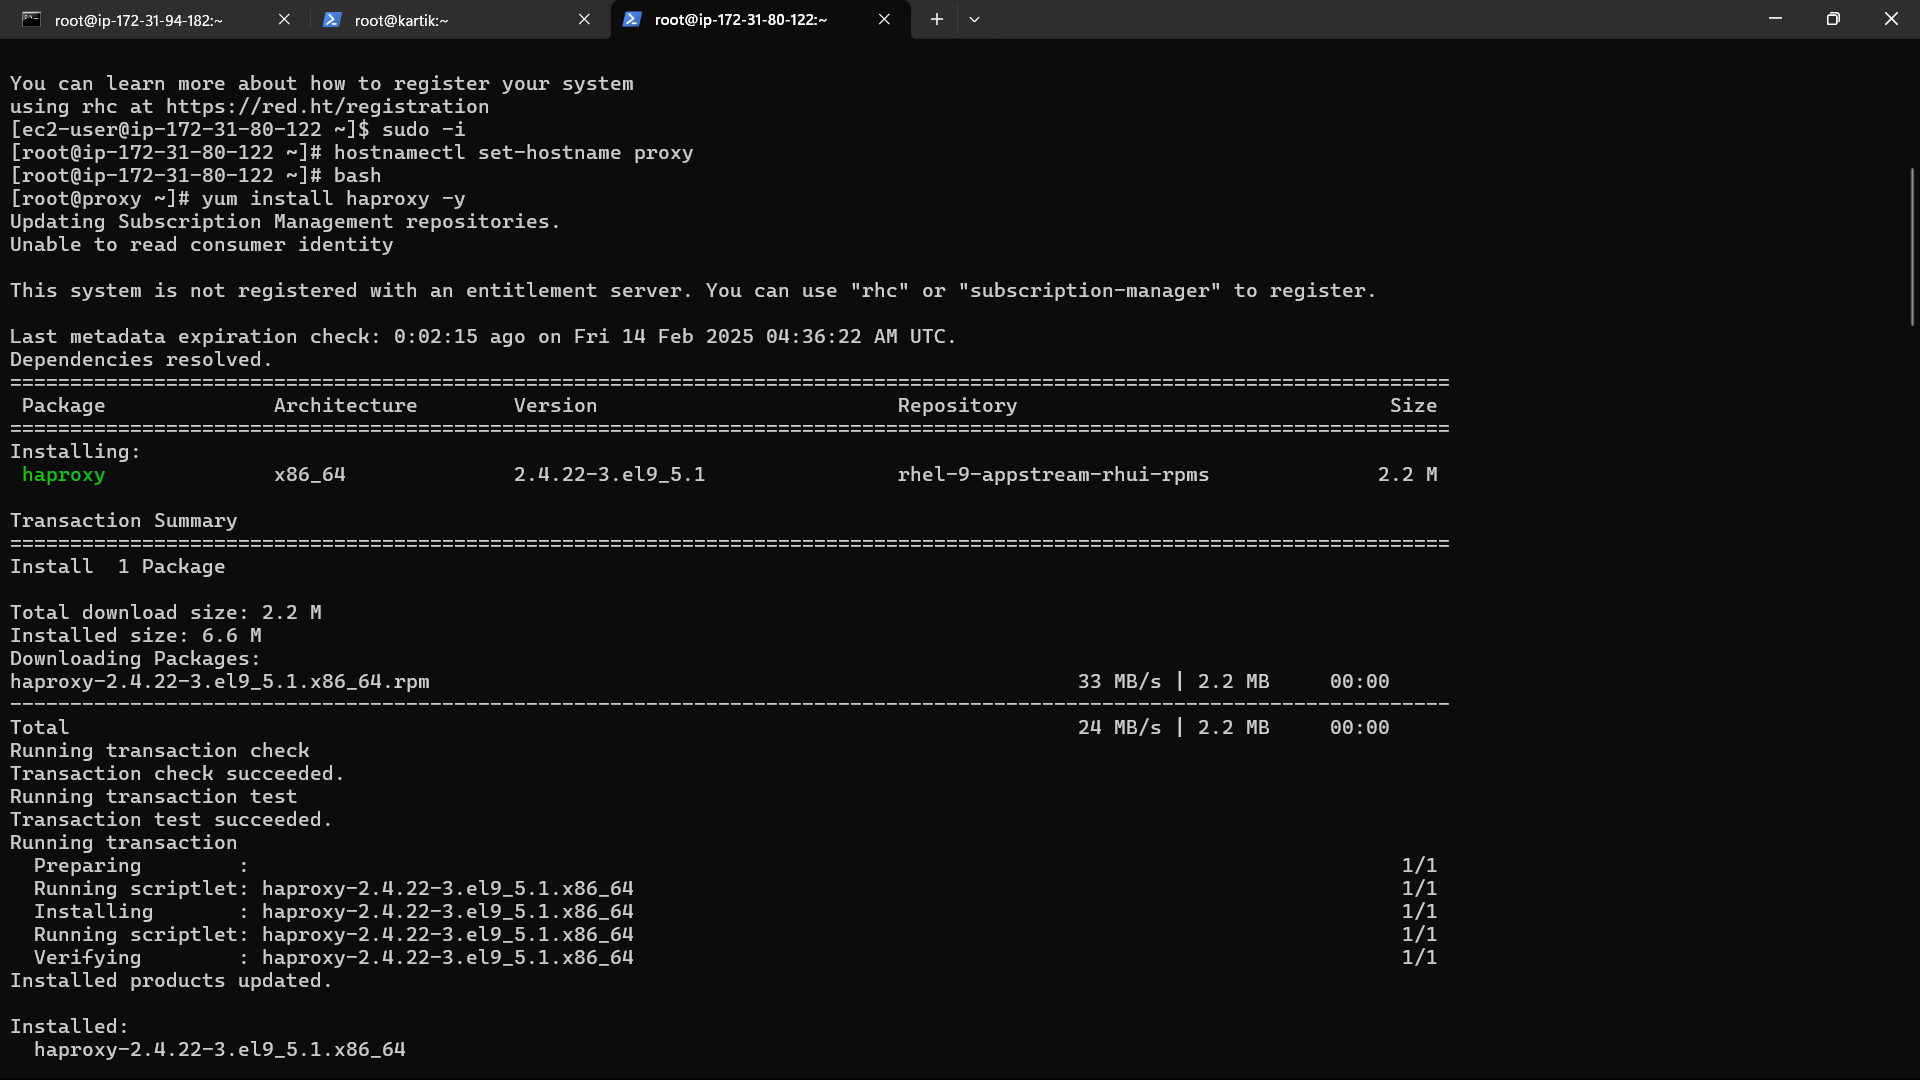 root@ip-172-31-94-182:~ root@kartik:~ root@ip-172-31-80-122:~
You can learn more about how to register your system
using rhc at https://red.ht/registration
[ec2-user@ip-172-31-80-122 ~]$ sudo -i
[root@ip-172-31-80-122 ~]# hostnamectl set-hostname proxy
[root@ip-172-31-80-122 ~]# bash
[root@proxy ~]# yum install haproxy -y
Updating Subscription Management repositories.
Unable to read consumer identity
This system is not registered with an entitlement server. You can use "rhc" or "subscription-manager" to register.
Last metadata expiration check: 0:02:15 ago on Fri 14 Feb 2025 04:36:22 AM UTC.
Dependencies resolved.
========================================================================================================================
Package Architecture Version Repository Size
========================================================================================================================
Installing:
haproxy x86_64 2.4.22-3.el9_5.1 rhel-9-appstream-rhui-rpms 2.2 M
Transaction Summary
========================================================================================================================
Install 1 Package
Total download size: 2.2 M
Installed size: 6.6 M
Downloading Packages:
haproxy-2.4.22-3.el9_5.1.x86_64.rpm 33 MB/s | 2.2 MB 00:00
------------------------------------------------------------------------------------------------------------------------
Total 24 MB/s | 2.2 MB 00:00
Running transaction check
Transaction check succeeded.
Running transaction test
Transaction test succeeded.
Running transaction
Preparing : 1/1
Running scriptlet: haproxy-2.4.22-3.el9_5.1.x86_64 1/1
Installing : haproxy-2.4.22-3.el9_5.1.x86_64 1/1
Running scriptlet: haproxy-2.4.22-3.el9_5.1.x86_64 1/1
Verifying : haproxy-2.4.22-3.el9_5.1.x86_64 1/1
Installed products updated.
Installed:
haproxy-2.4.22-3.el9_5.1.x86_64